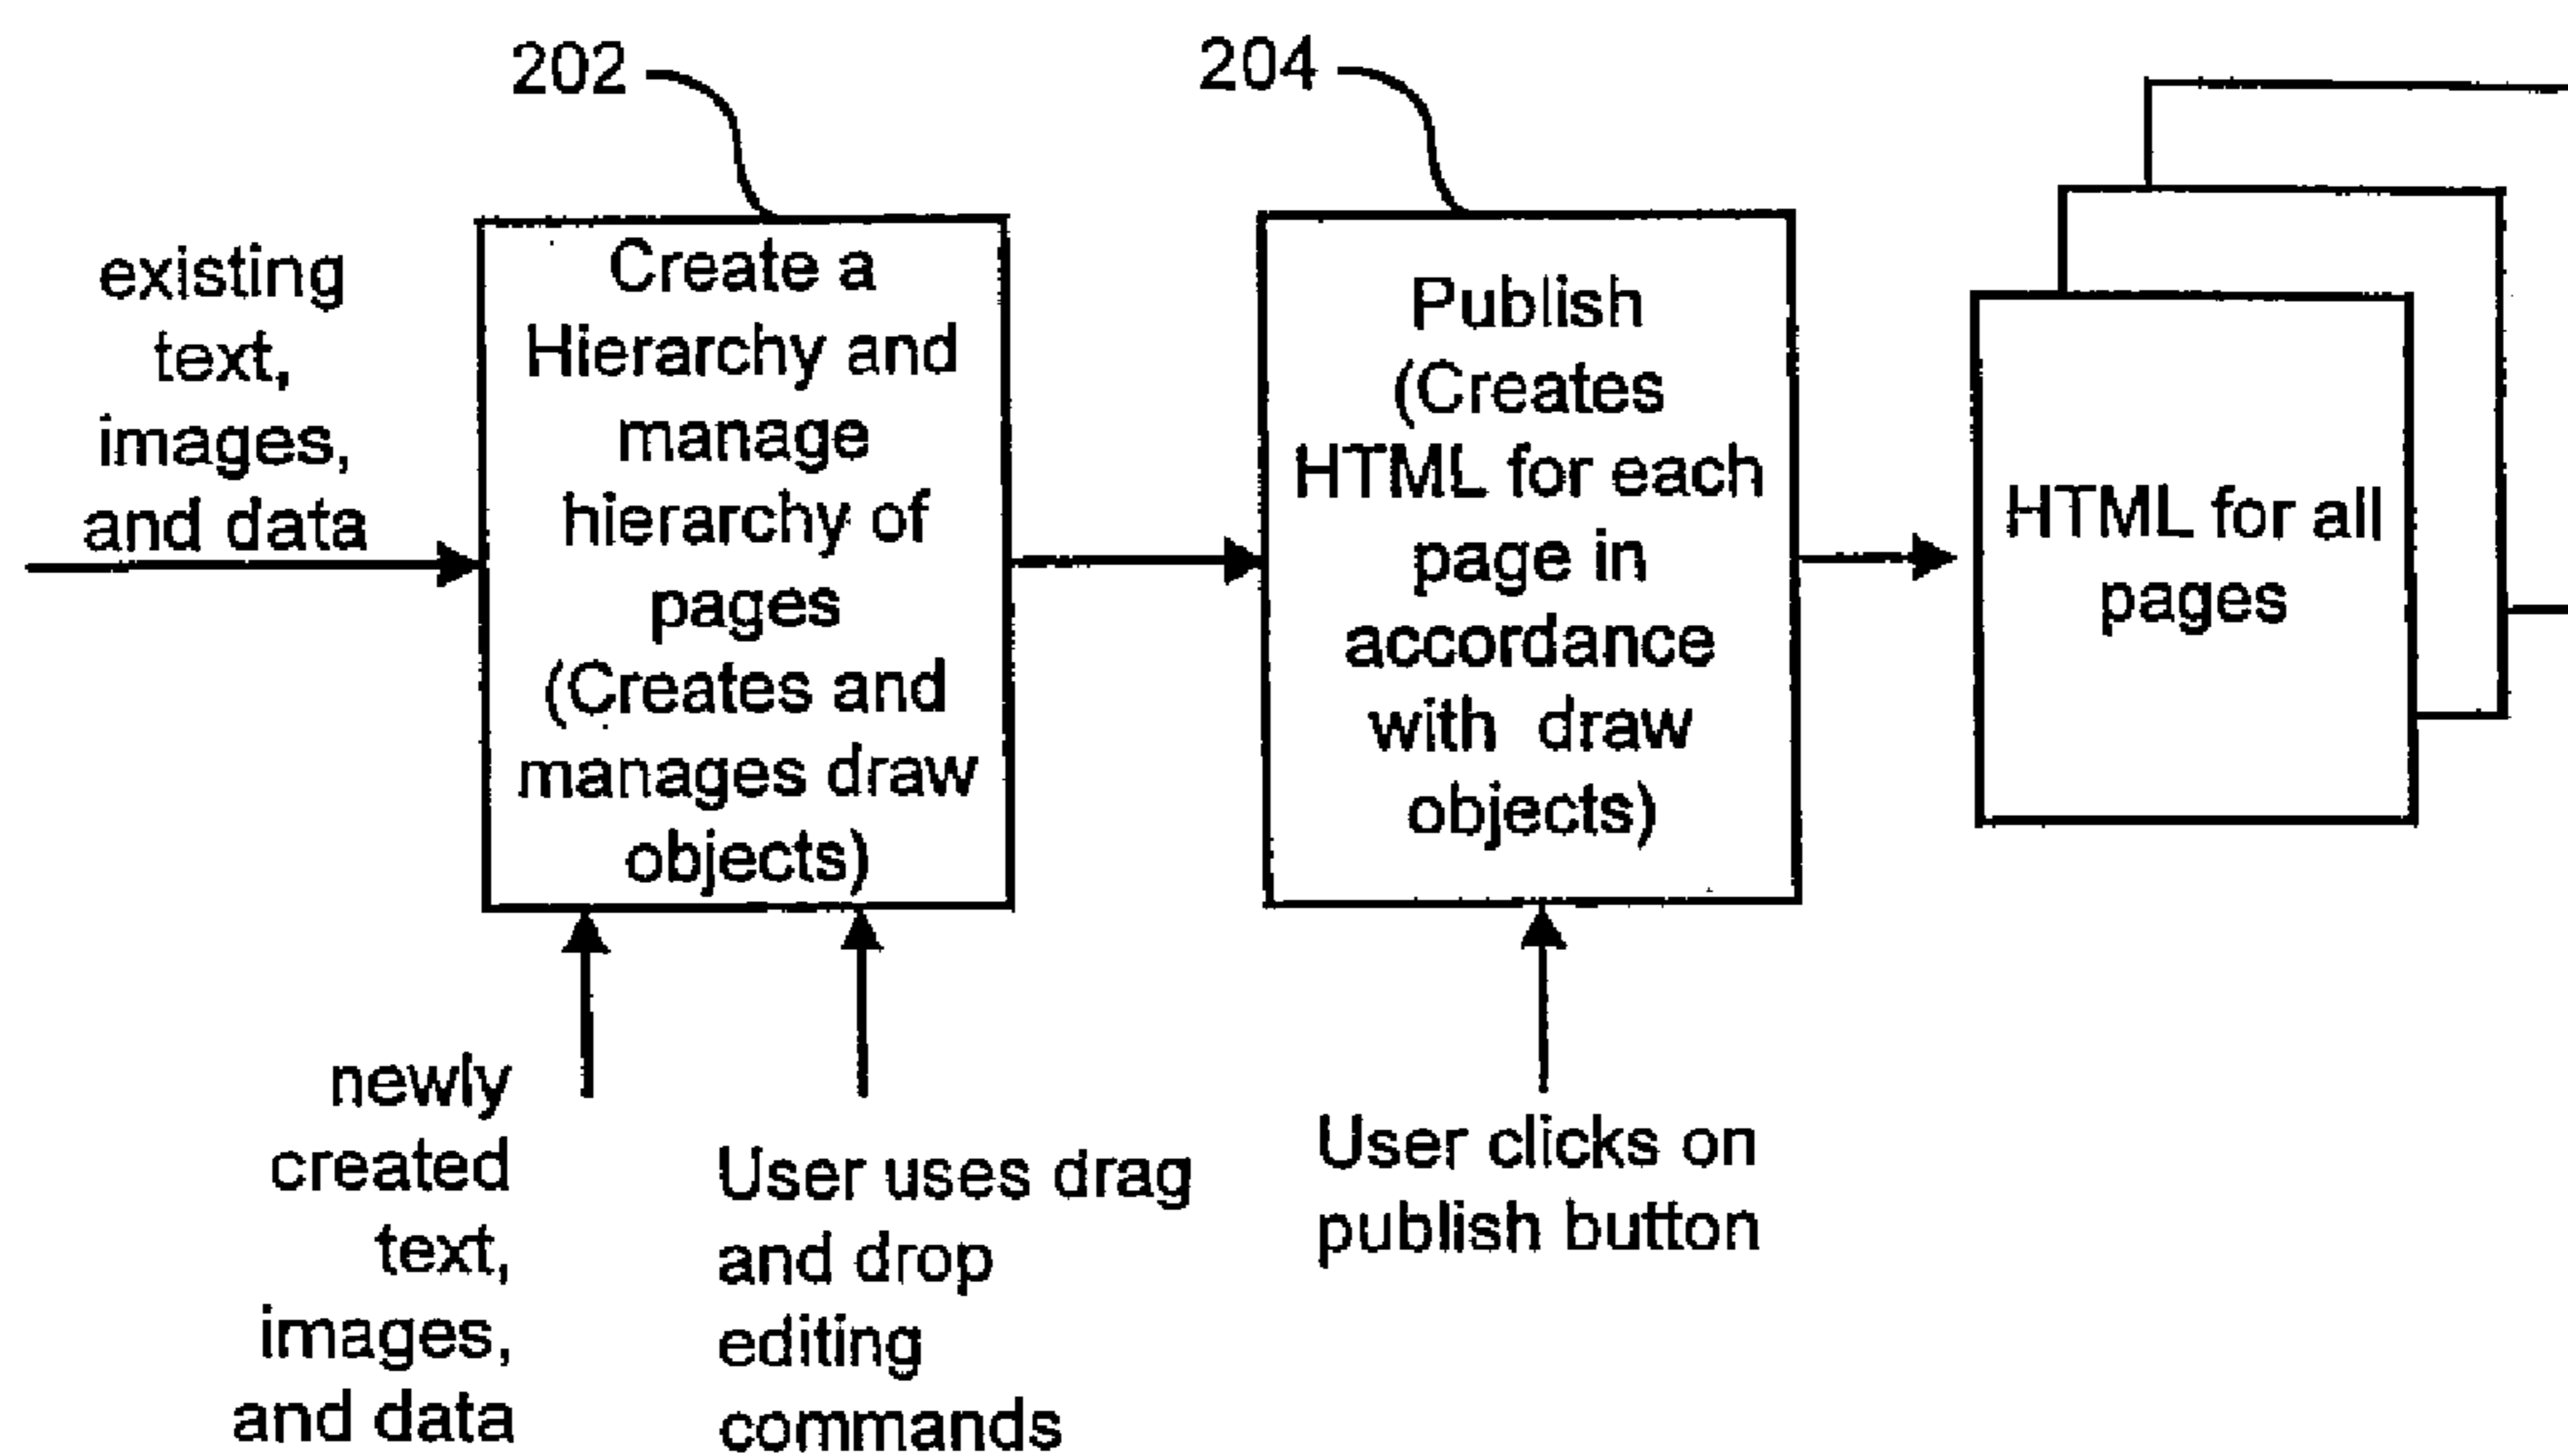 202
204
existing
text,
images,
and data
Create a
Hierarchy and
manage
hierarchy of
pages
(Creates and
manages draw
objects)
Publish
(Creates
HTML for each
page in
accordance
with draw
objects)
HTML for all
pages
newly
created
text,
images,
and data
User uses drag
and drop
editing
commands
User clicks on
publish button